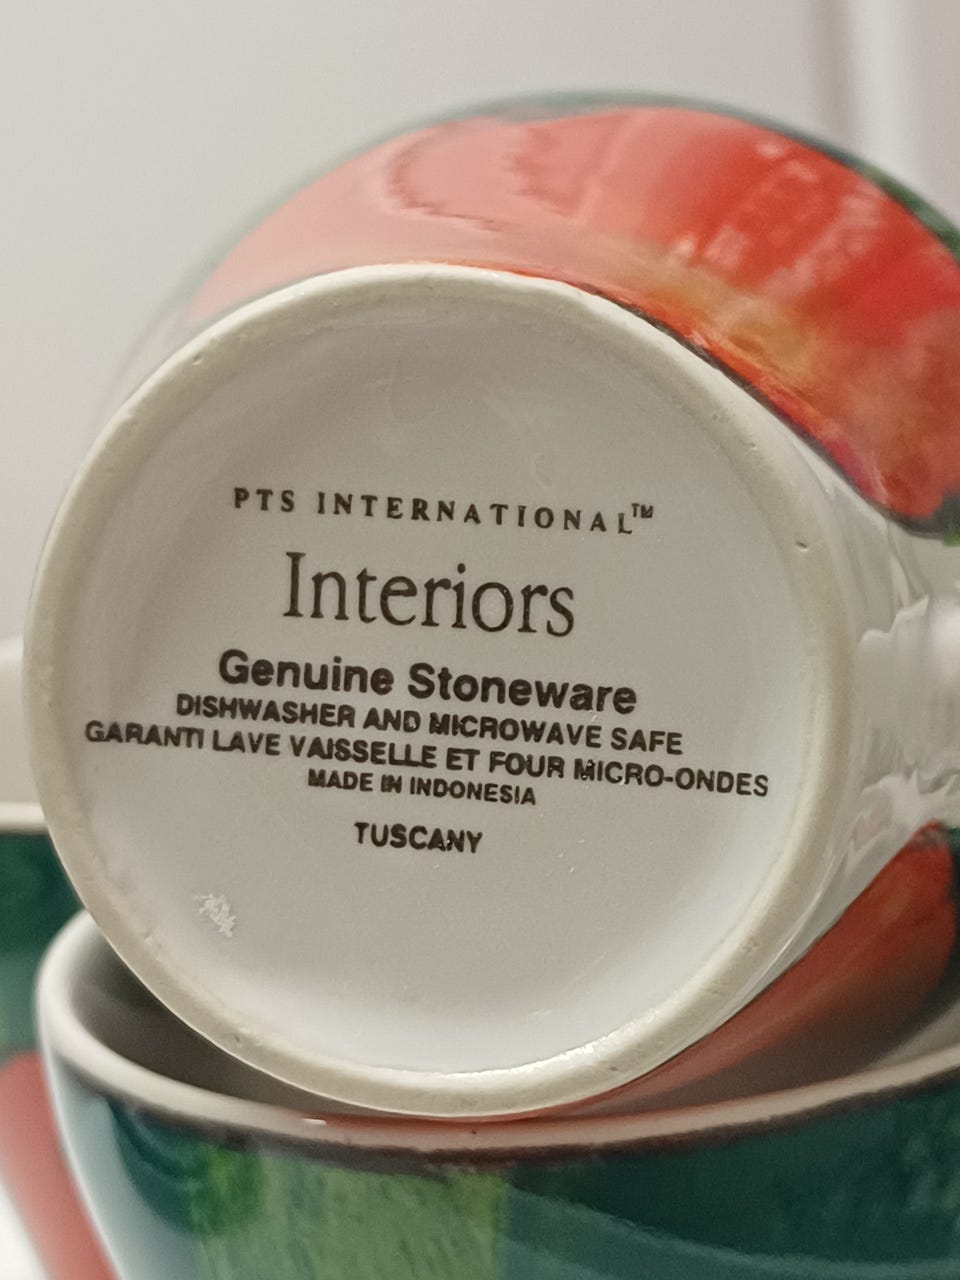 PTS INTERNATIONAL™
Interiors
Genuine Stoneware
DISHWASHER AND MICROWAVE SAFE
GARANTI LAVE VAISSELLE ET FOUR MICRO-ONDES
MADE IN INDONESIA
TUSCANY